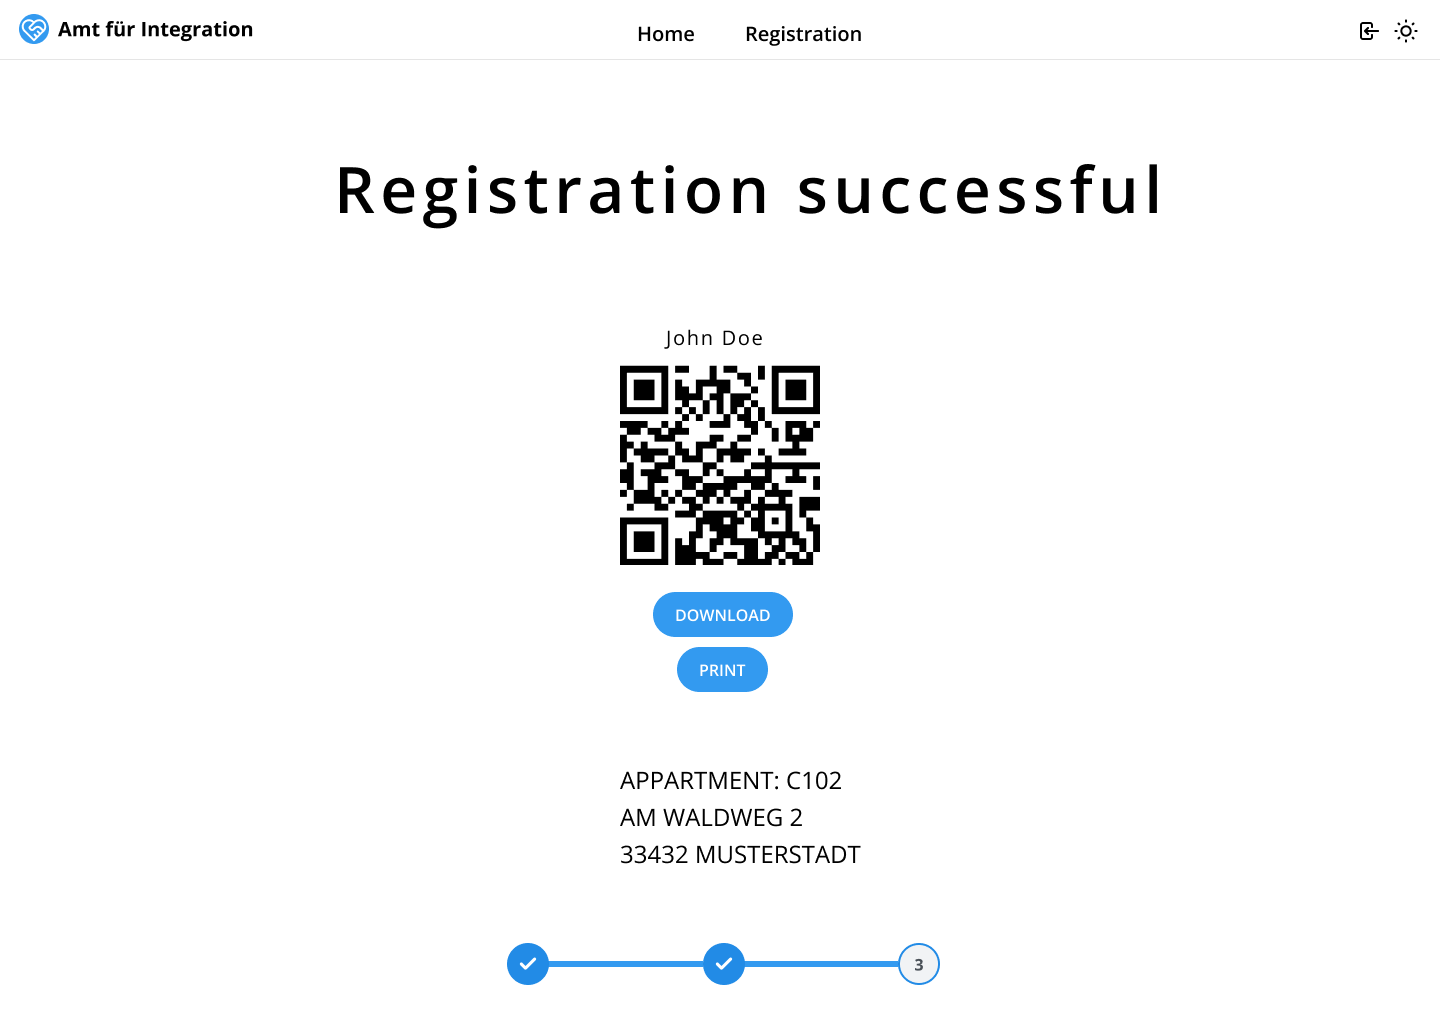 Amt für Integration
Home
Registration
Registration successful
John Doe
DOWNLOAD
PRINT
APPARTMENT: C102
AM WALDWEG 2
33432 MUSTERSTADT
3